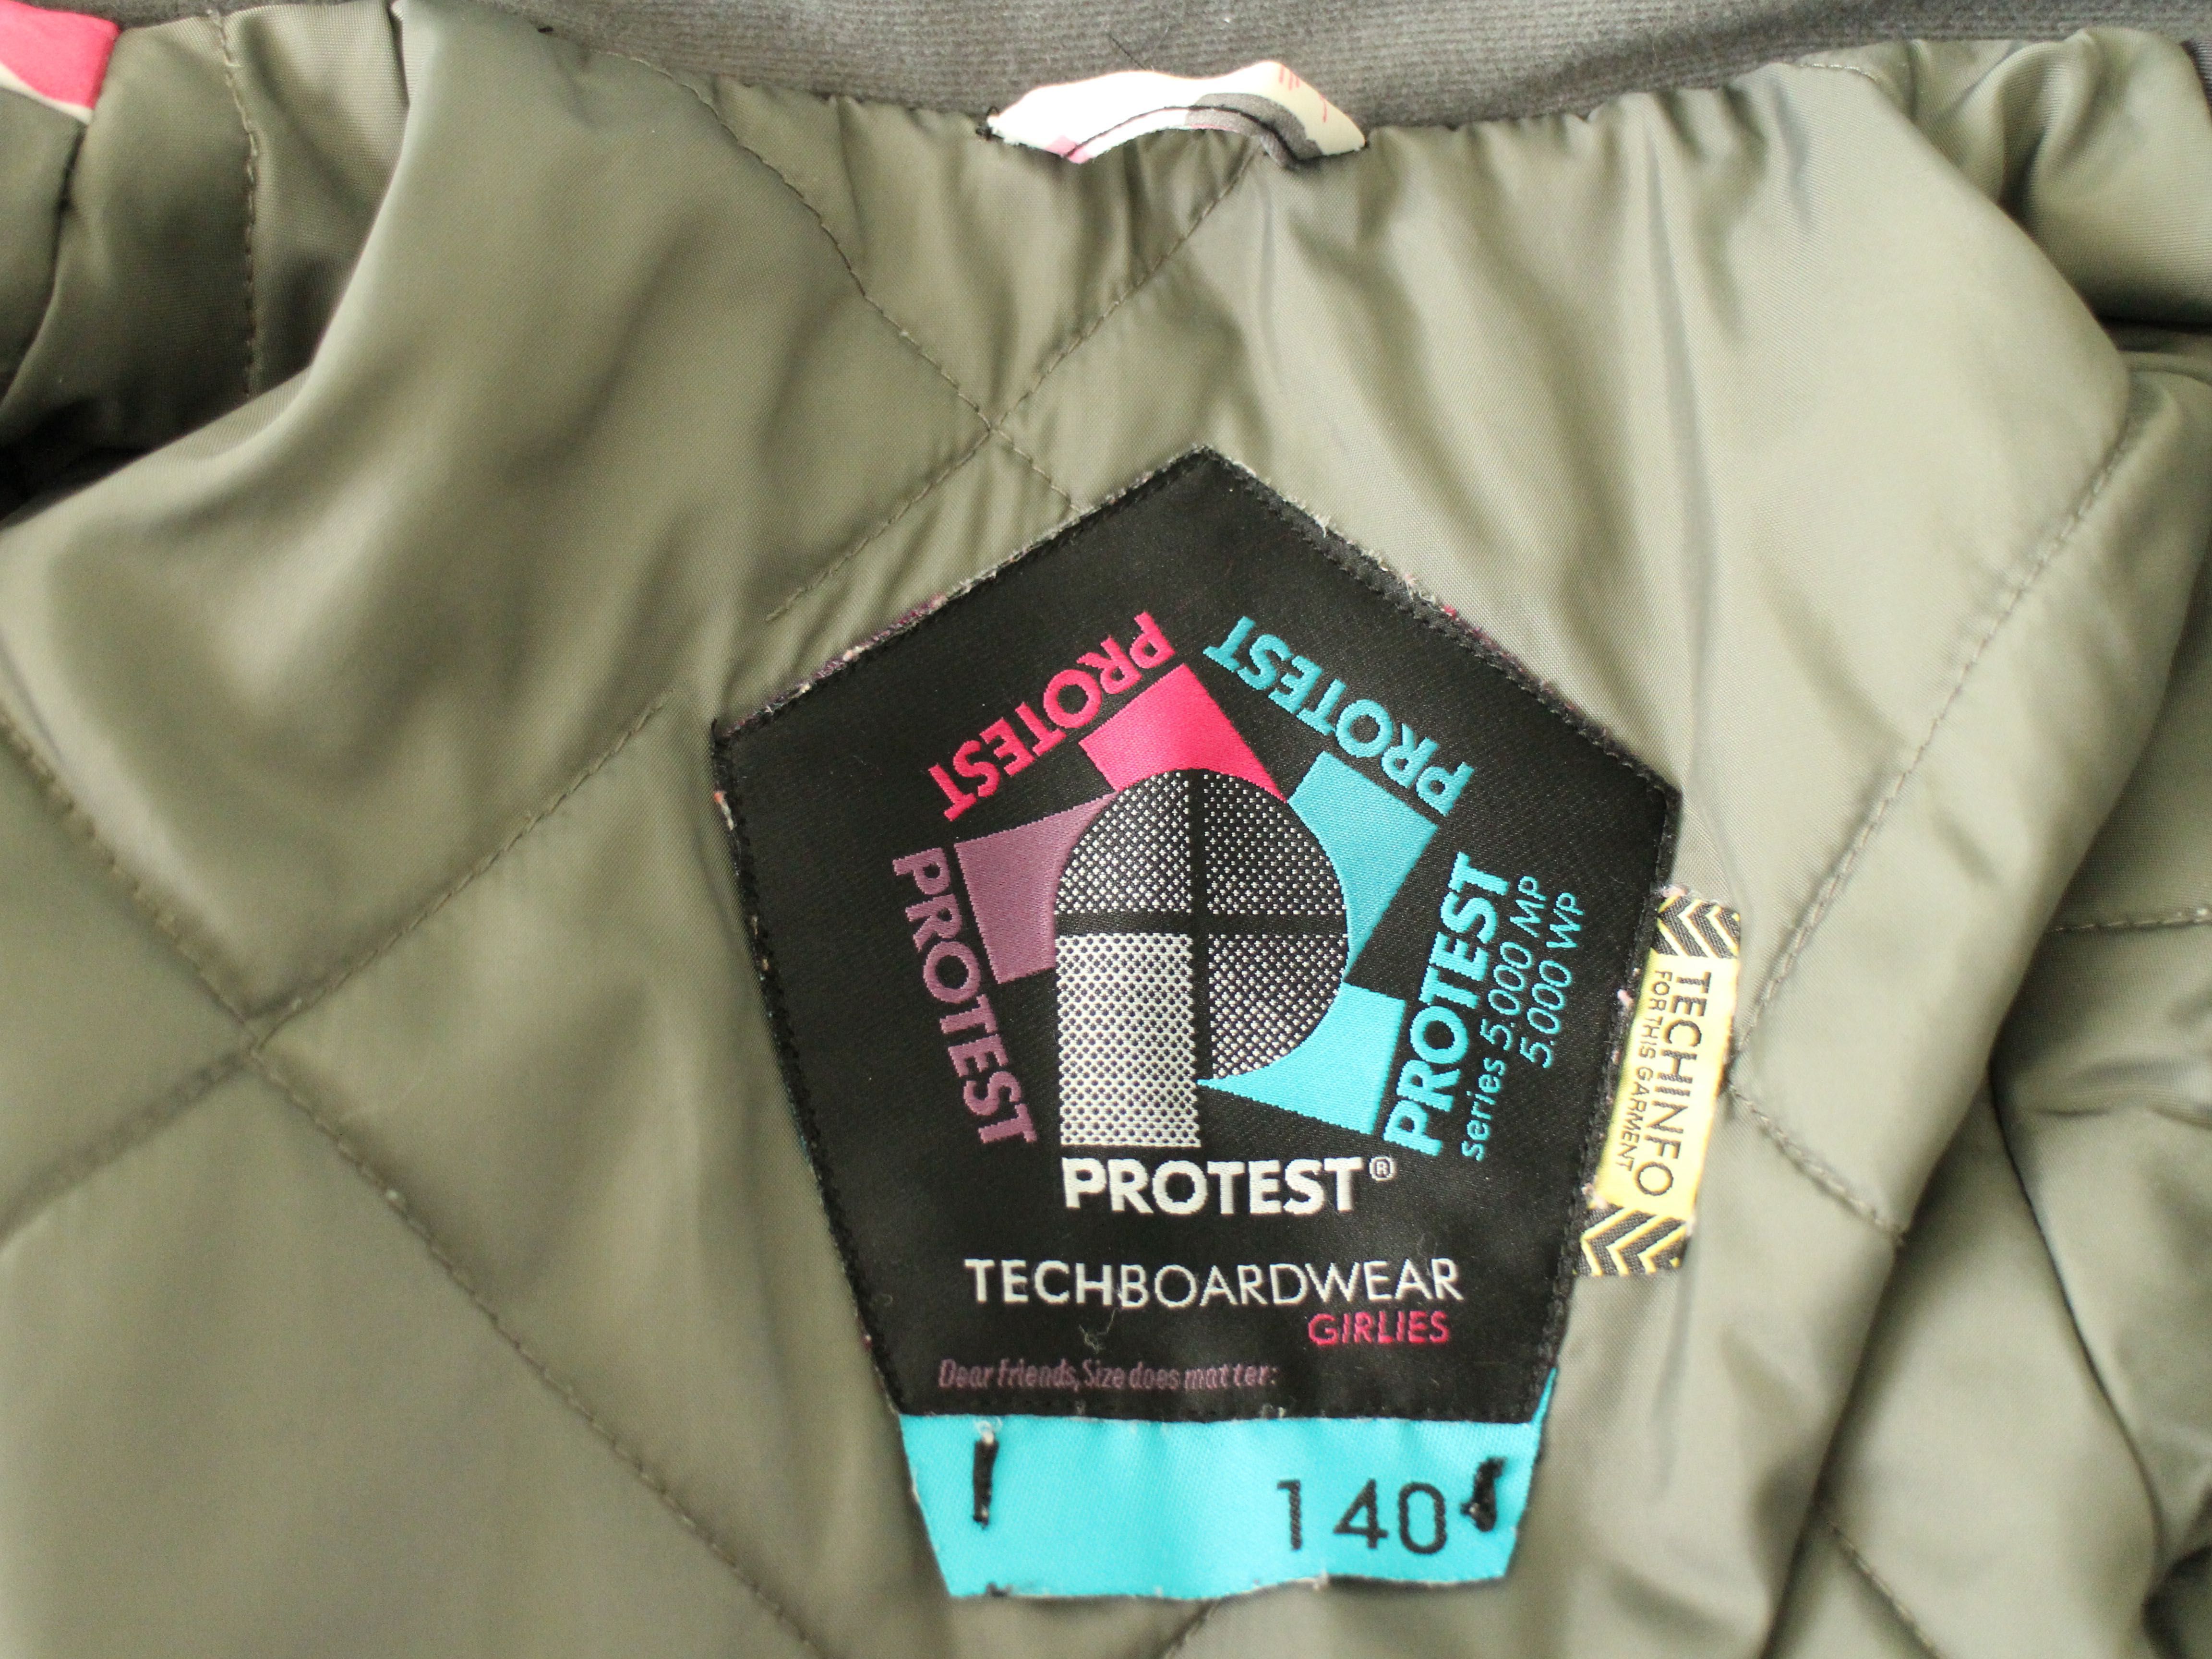 PROTEST
PROTEST
PROTEST
PROTEST
series 5.000 MP
5.000 WP
PROTEST®
TECHBOARDWEAR
GIRLIES
Dear friends, Size does matter:
140
TECHINFO
FOR THIS GARMENT